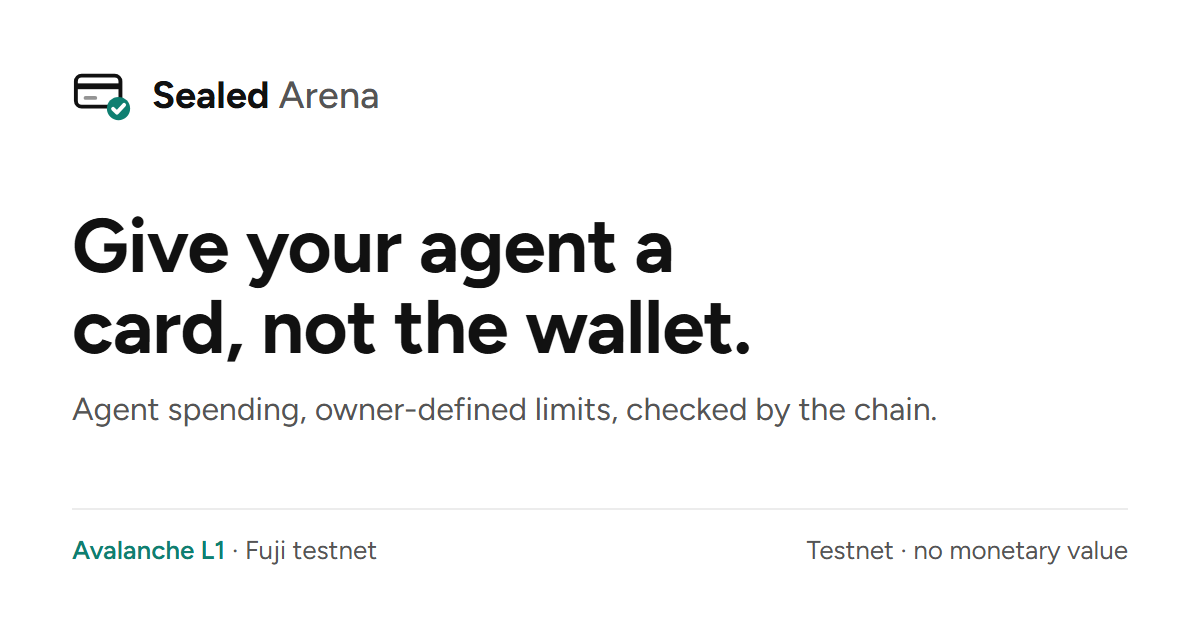 Sealed Arena
Give your agent a
card, not the wallet.
Agent spending, owner-defined limits, checked by the chain.
Avalanche L1 · Fuji testnet
Testnet · no monetary value